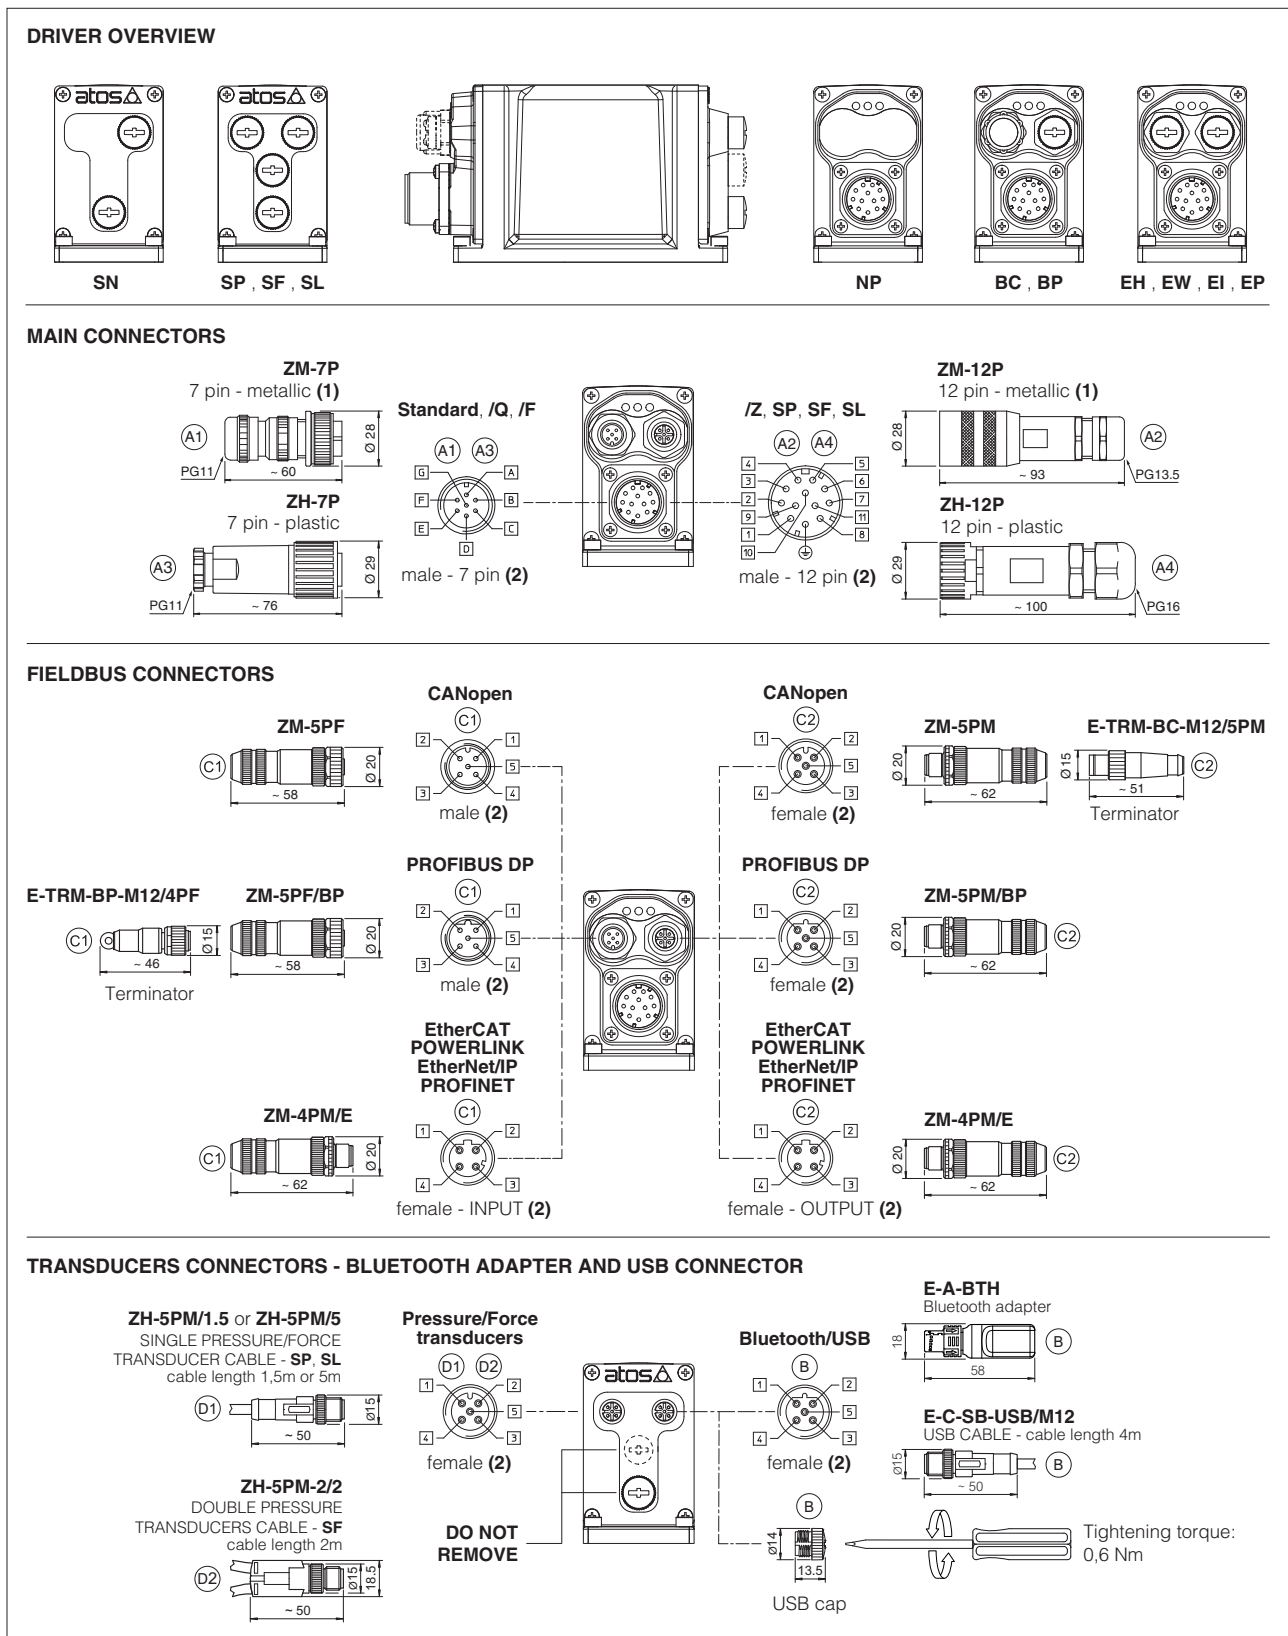 DRIVER OVERVIEW
atos
atos
SN
SP , SF , SL
NP
BC , BP
EH , EW , EI , EP
MAIN CONNECTORS
ZM-7P
7 pin - metallic (1)
A1
PG11
~ 60
Ø 28
ZH-7P
7 pin - plastic
A3
PG11
~ 76
Ø 29
Standard, /Q, /F
A1 A3
G A
F B
E C
D
male - 7 pin (2)
/Z, SP, SF, SL
A2 A4
4 5
3 6
2 7
9 11
1 8
10
male - 12 pin (2)
ZM-12P
12 pin - metallic (1)
Ø 28
A2
~ 93
PG13.5
ZH-12P
12 pin - plastic
Ø 29
A4
~ 100
PG16
FIELDBUS CONNECTORS
ZM-5PF
C1
Ø 20
~ 58
CANopen
C1
2 1
5
3 4
male (2)
CANopen
C2
1 2
5
4 3
female (2)
ZM-5PM
Ø 20
~ 62
E-TRM-BC-M12/5PM
Ø 15
C2
~ 51
Terminator
E-TRM-BP-M12/4PF
C1
Ø 15
~ 46
Terminator
ZM-5PF/BP
Ø 20
~ 58
PROFIBUS DP
C1
2 1
5
3 4
male (2)
PROFIBUS DP
C2
1 2
5
4 3
female (2)
ZM-5PM/BP
Ø 20
C2
~ 62
ZM-4PM/E
C1
Ø 20
~ 62
EtherCAT
POWERLINK
EtherNet/IP
PROFINET
C1
1 2
4 3
female - INPUT (2)
EtherCAT
POWERLINK
EtherNet/IP
PROFINET
C2
1 2
4 3
female - OUTPUT (2)
ZM-4PM/E
Ø 20
C2
~ 62
TRANSDUCERS CONNECTORS - BLUETOOTH ADAPTER AND USB CONNECTOR
ZH-5PM/1.5 or ZH-5PM/5
SINGLE PRESSURE/FORCE
TRANSDUCER CABLE - SP, SL
cable length 1,5m or 5m
D1
Ø15
~ 50
ZH-5PM-2/2
DOUBLE PRESSURE
TRANSDUCERS CABLE - SF
cable length 2m
D2
Ø15
18.5
~ 50
Pressure/Force
transducers
D1 D2
1 2
5
4 3
female (2)
DO NOT
REMOVE
atos
Bluetooth/USB
B
1 2
5
4 3
female (2)
B
Ø14
13.5
USB cap
E-A-BTH
Bluetooth adapter
18
B
58
E-C-SB-USB/M12
USB CABLE - cable length 4m
Ø15
B
~ 50
Tightening torque:
0,6 Nm